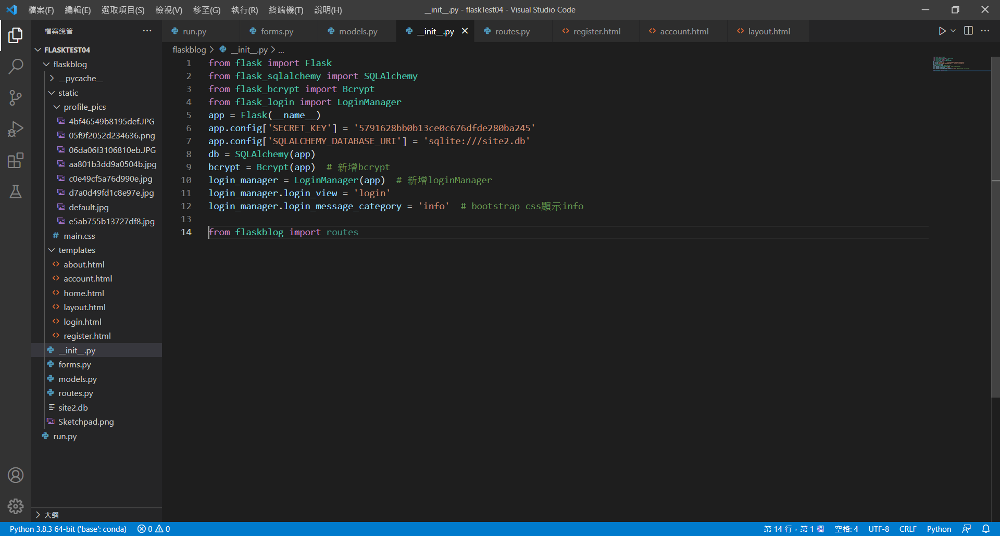 檔案(F) 編輯(E) 選取項目(S) 檢視(V) 移至(G) 執行(R) 終端機(T) 說明(H) __init__.py - flaskTest04 - Visual Studio Code
檔案總管
run.py forms.py models.py __init__.py routes.py register.html account.html layout.html
FLASKTEST04
flaskblog
__pycache__
static
profile_pics
4bf46549b8195def.JPG
05f9f2052d234636.png
06da06f3106810eb.JPG
aa801b3dd9a0504b.jpg
c0e49cf5a76d990e.jpg
d7a0d49fd1c8e97e.jpg
default.jpg
e5ab755b13727df8.jpg
main.css
templates
about.html
account.html
home.html
layout.html
login.html
register.html
__init__.py
forms.py
models.py
routes.py
site2.db
Sketchpad.png
run.py
大綱
flaskblog > __init__.py > ...
1 from flask import Flask
2 from flask_sqlalchemy import SQLAlchemy
3 from flask_bcrypt import Bcrypt
4 from flask_login import LoginManager
5 app = Flask(__name__)
6 app.config['SECRET_KEY'] = '5791628bb0b13ce0c676dfde280ba245'
7 app.config['SQLALCHEMY_DATABASE_URI'] = 'sqlite:///site2.db'
8 db = SQLAlchemy(app)
9 bcrypt = Bcrypt(app)  # 新增bcrypt
10 login_manager = LoginManager(app)  # 新增loginManager
11 login_manager.login_view = 'login'
12 login_manager.login_message_category = 'info'  # bootstrap css顯示info
13
14 from flaskblog import routes
Python 3.8.3 64-bit ('base': conda) 0 0 第 14 行，第 1 欄 空格: 4 UTF-8 CRLF Python